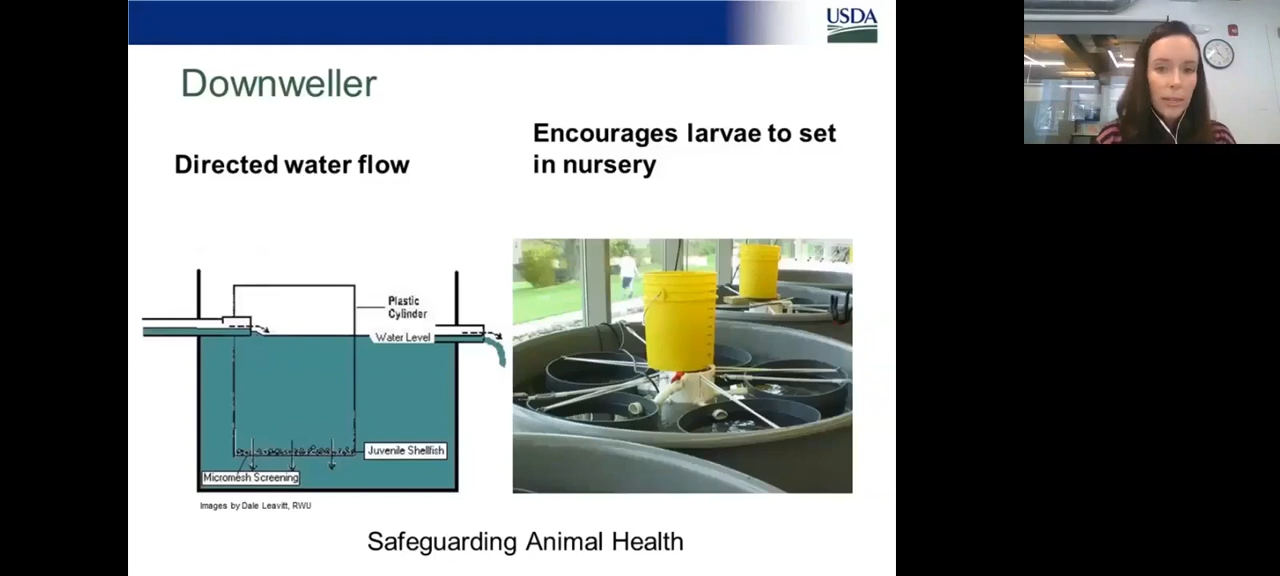 USDA
Downweller
Directed water flow
Encourages larvae to set
in nursery
Plastic
Cylinder
Water Level
Juvenile Shellfish
Micromesh Screening
Images by Dale Leavitt, RWU
Safeguarding Animal Health